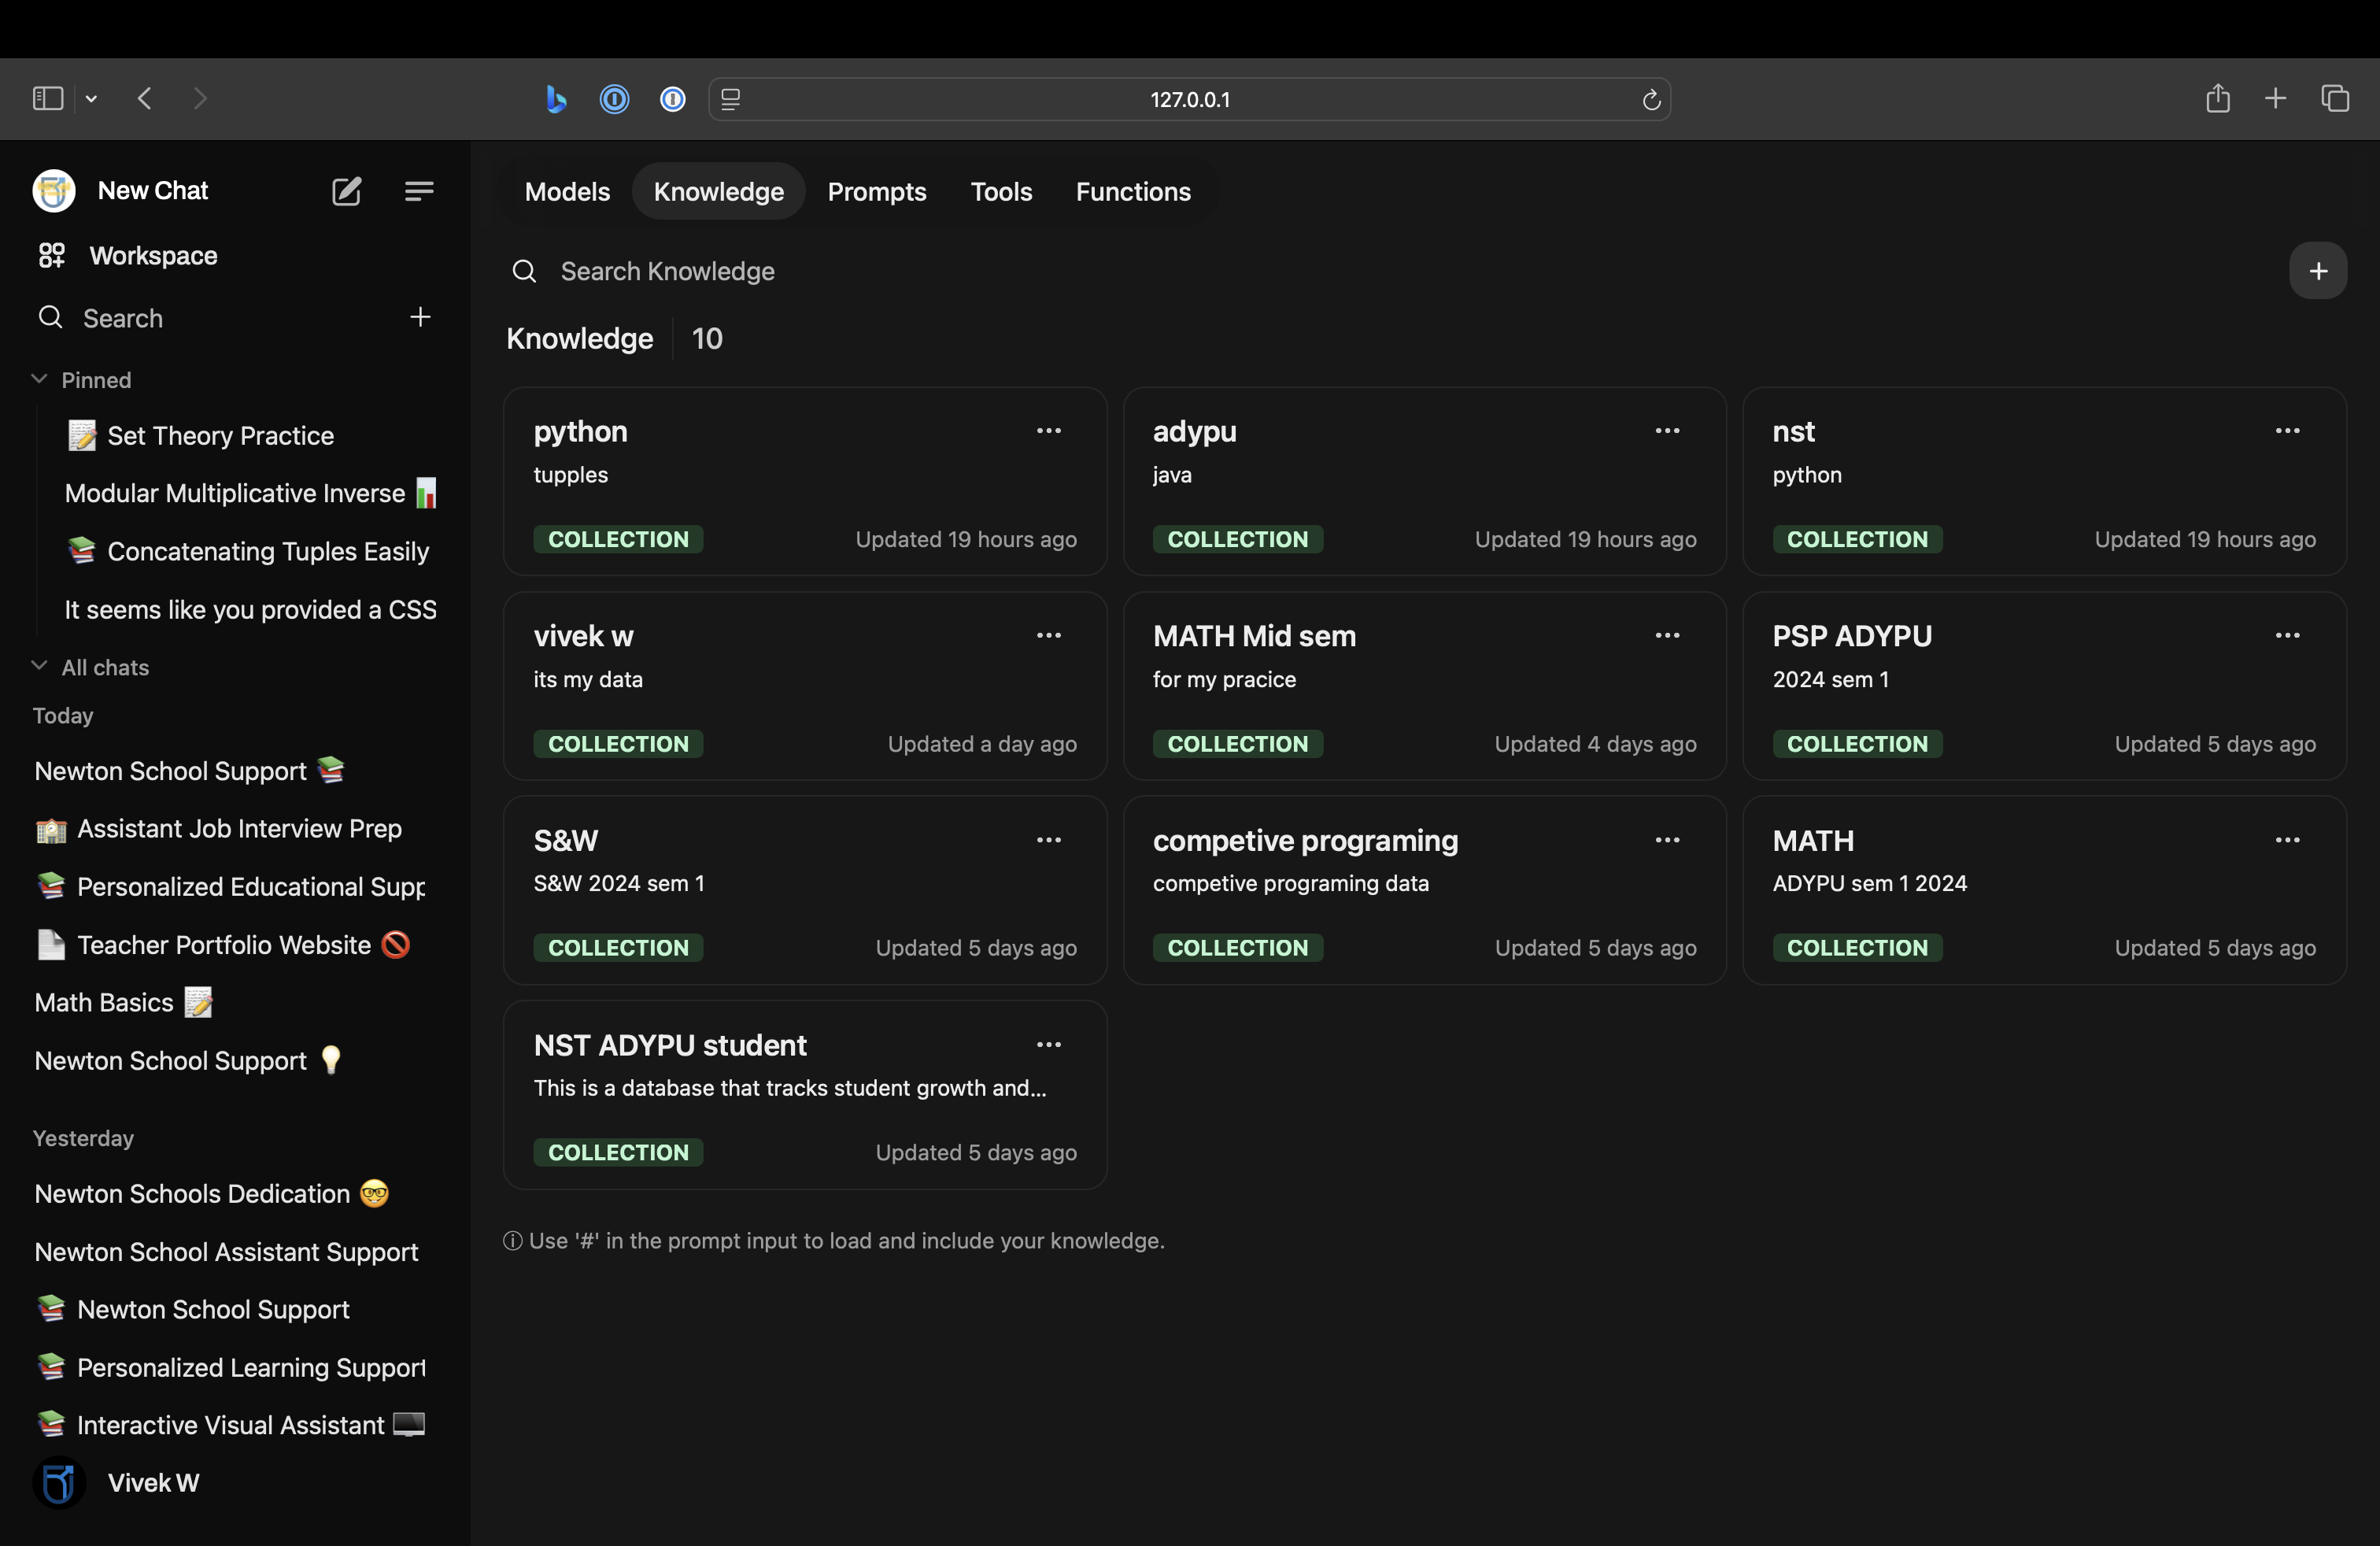 127.0.0.1
New Chat
Workspace
Search
Pinned
Set Theory Practice
Modular Multiplicative Inverse
Concatenating Tuples Easily
It seems like you provided a CSS
All chats
Today
Newton School Support
Assistant Job Interview Prep
Personalized Educational Supp
Teacher Portfolio Website
Math Basics
Newton School Support
Yesterday
Newton Schools Dedication
Newton School Assistant Support
Newton School Support
Personalized Learning Support
Interactive Visual Assistant
Vivek W
Models Knowledge Prompts Tools Functions
Search Knowledge
Knowledge 10
python
tupples
COLLECTION Updated 19 hours ago
adypu
java
COLLECTION Updated 19 hours ago
nst
python
COLLECTION Updated 19 hours ago
vivek w
its my data
COLLECTION Updated a day ago
MATH Mid sem
for my pracice
COLLECTION Updated 4 days ago
PSP ADYPU
2024 sem 1
COLLECTION Updated 5 days ago
S&W
S&W 2024 sem 1
COLLECTION Updated 5 days ago
competive programing
competive programing data
COLLECTION Updated 5 days ago
MATH
ADYPU sem 1 2024
COLLECTION Updated 5 days ago
NST ADYPU student
This is a database that tracks student growth and...
COLLECTION Updated 5 days ago
Use '#' in the prompt input to load and include your knowledge.